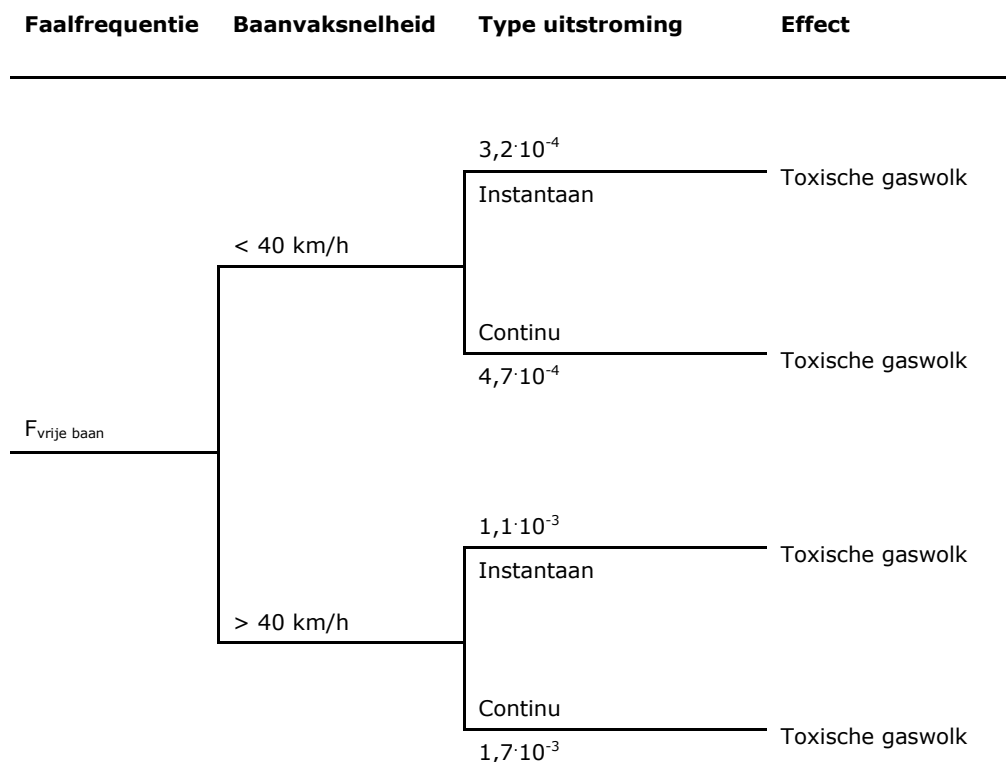 Faalfrequentie Baanvaksnelheid Type uitstroming Effect
3,2·10⁻⁴
Instantaan
Toxische gaswolk
< 40 km/h
Continu
4,7·10⁻⁴
Toxische gaswolk
Fvrije baan
1,1·10⁻³
Instantaan
Toxische gaswolk
> 40 km/h
Continu
1,7·10⁻³
Toxische gaswolk